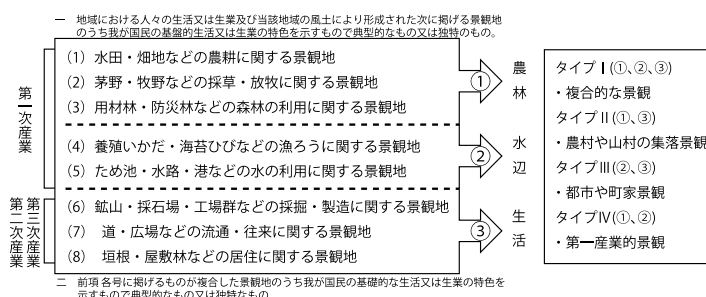 一　地域における人々の生活又は生業及び当該地域の風土により形成された次に掲げる景観地
のうち我が国民の基盤的生活又は生業の特色を示すもので典型的なもの又は独特のもの。
第一次産業
（1）水田・畑地などの農耕に関する景観地
（2）茅野・牧野などの採草・放牧に関する景観地
（3）用材林・防災林などの森林の利用に関する景観地
① 農林
（4）養殖いかだ・海苔ひびなどの漁ろうに関する景観地
（5）ため池・水路・港などの水の利用に関する景観地
② 水辺
第三次産業
第二次産業
（6）鉱山・採石場・工場群などの採掘・製造に関する景観地
（7）道・広場などの流通・往来に関する景観地
（8）垣根・屋敷林などの居住に関する景観地
③ 生活
二　前項各号に掲げるものが複合した景観地のうち我が国民の基礎的な生活又は生業の特色を
示すもので典型的なもの又は独特なもの
タイプⅠ(①、②、③)
・複合的な景観
タイプⅡ(①、③)
・農村や山村の集落景観
タイプⅢ(②、③)
・都市や町家景観
タイプⅣ(①、②)
・第一産業的景観